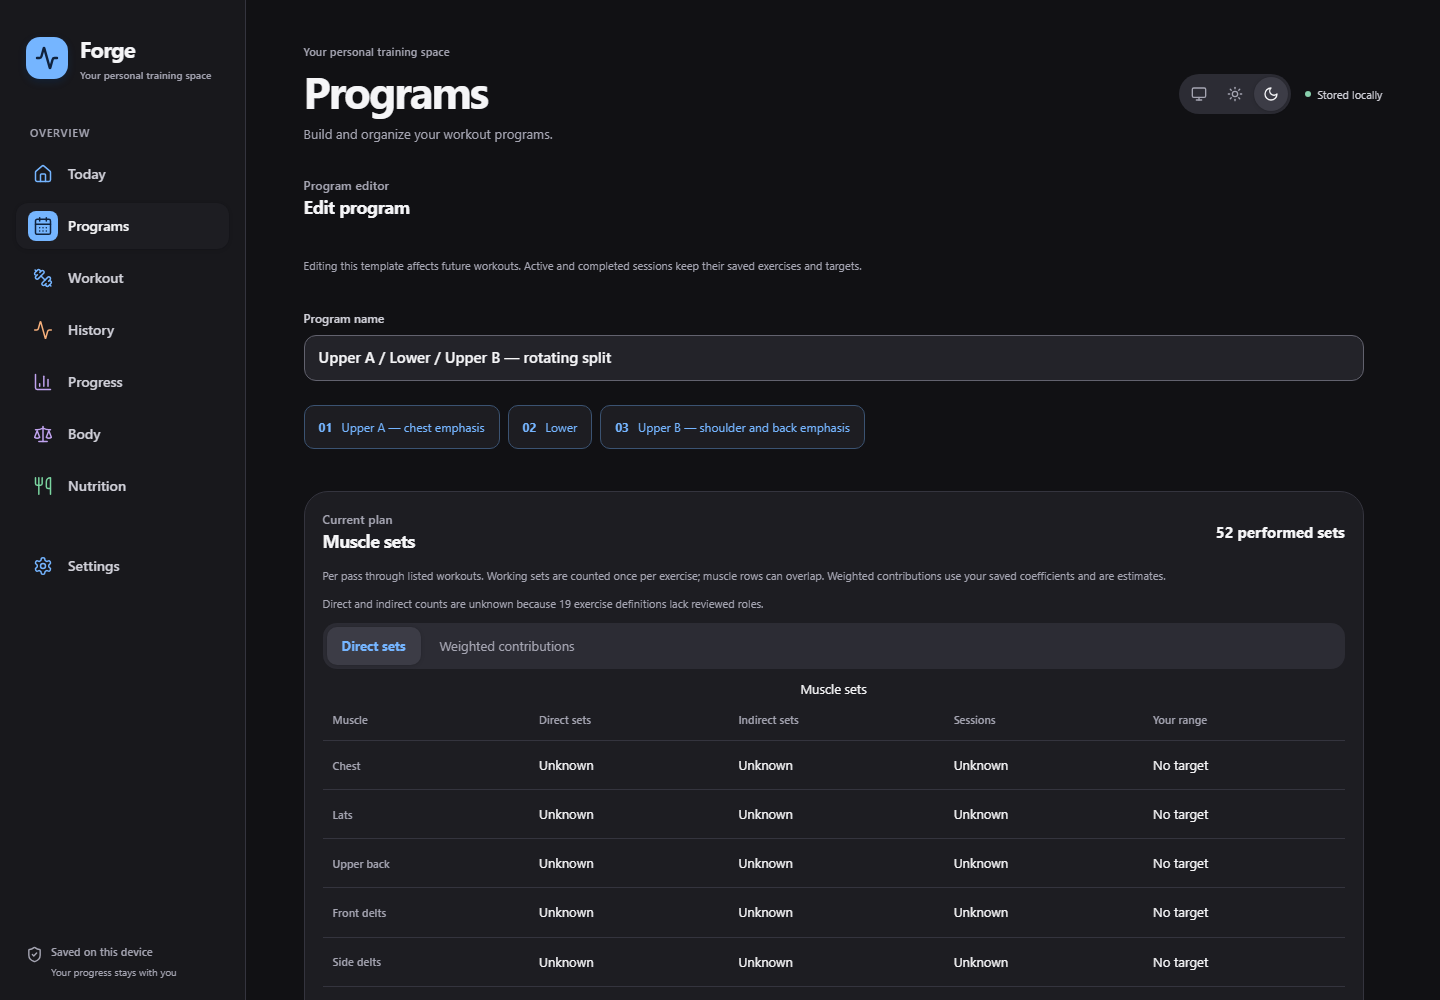 Forge
Your personal training space
OVERVIEW
Today
Programs
Workout
History
Progress
Body
Nutrition
Settings
Saved on this device
Your progress stays with you
Your personal training space
Programs
Build and organize your workout programs.
Stored locally
Program editor
Edit program
Editing this template affects future workouts. Active and completed sessions keep their saved exercises and targets.
Program name
Upper A / Lower / Upper B — rotating split
01 Upper A — chest emphasis
02 Lower
03 Upper B — shoulder and back emphasis
Current plan
Muscle sets
52 performed sets
Per pass through listed workouts. Working sets are counted once per exercise; muscle rows can overlap. Weighted contributions use your saved coefficients and are estimates.
Direct and indirect counts are unknown because 19 exercise definitions lack reviewed roles.
Direct sets Weighted contributions
Muscle sets
Muscle Direct sets Indirect sets Sessions Your range
Chest Unknown Unknown Unknown No target
Lats Unknown Unknown Unknown No target
Upper back Unknown Unknown Unknown No target
Front delts Unknown Unknown Unknown No target
Side delts Unknown Unknown Unknown No target